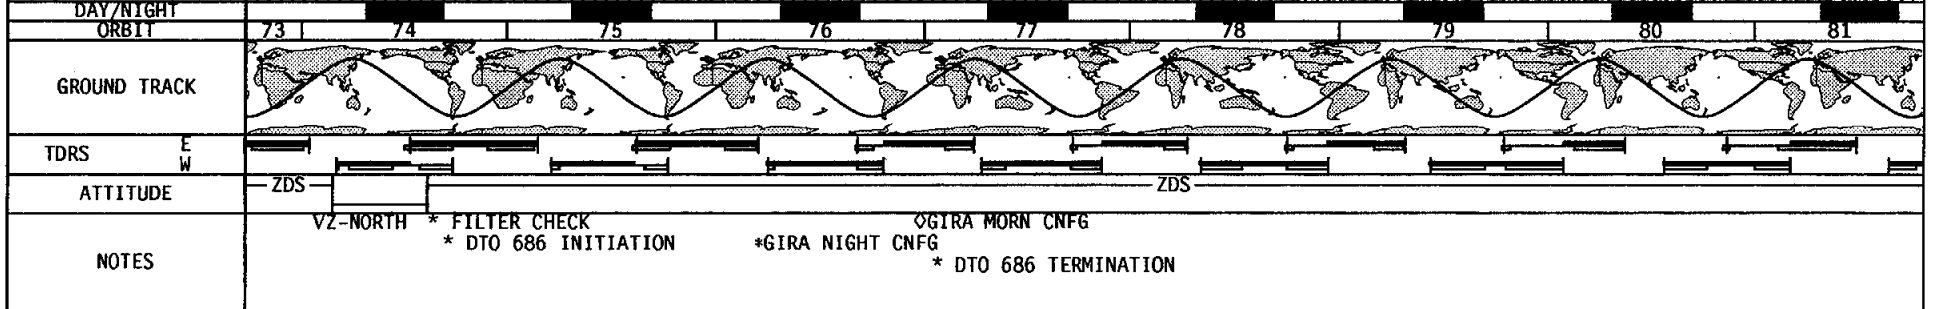 DAY/NIGHT
ORBIT 73 74 75 76 77 78 79 80 81
GROUND TRACK
TDRS E
W
ATTITUDE ZDS ZDS
VZ-NORTH * FILTER CHECK ◊GIRA MORN CNFG
* DTO 686 INITIATION *GIRA NIGHT CNFG
NOTES * DTO 686 TERMINATION